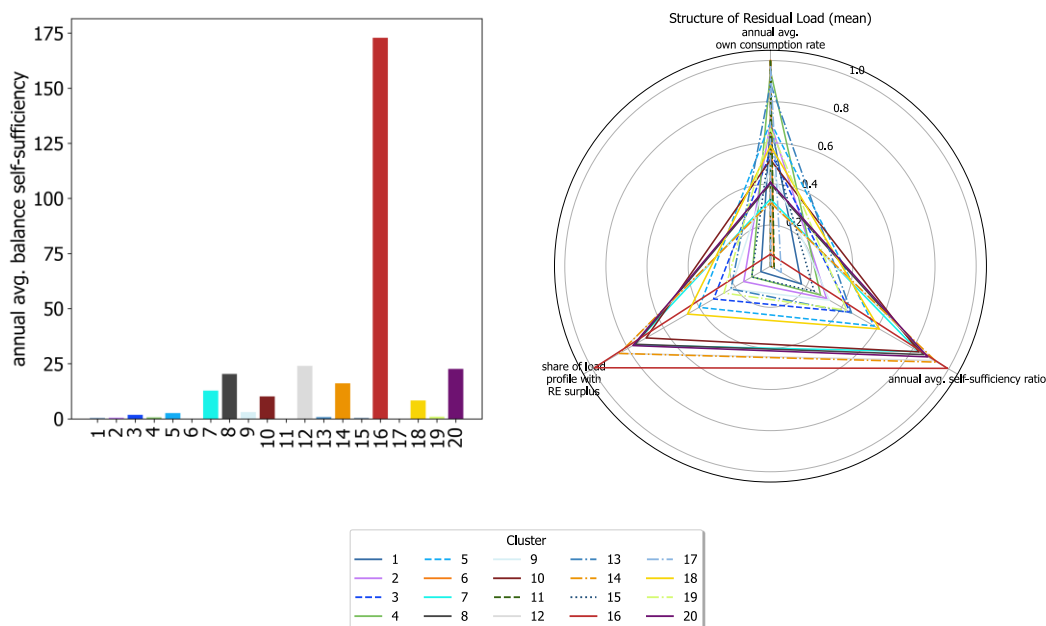 175
150
125
100
75
50
25
0
annual avg. balance self-sufficiency
1
2
3
4
5
6
7
8
9
10
11
12
13
14
15
16
17
18
19
20
Structure of Residual Load (mean)
annual avg.
own consumption rate
1.0
0.8
0.6
0.4
0.2
share of load
profile with
RE surplus
annual avg. self-sufficiency ratio
Cluster
1 5 9 13 17
2 6 10 14 18
3 7 11 15 19
4 8 12 16 20